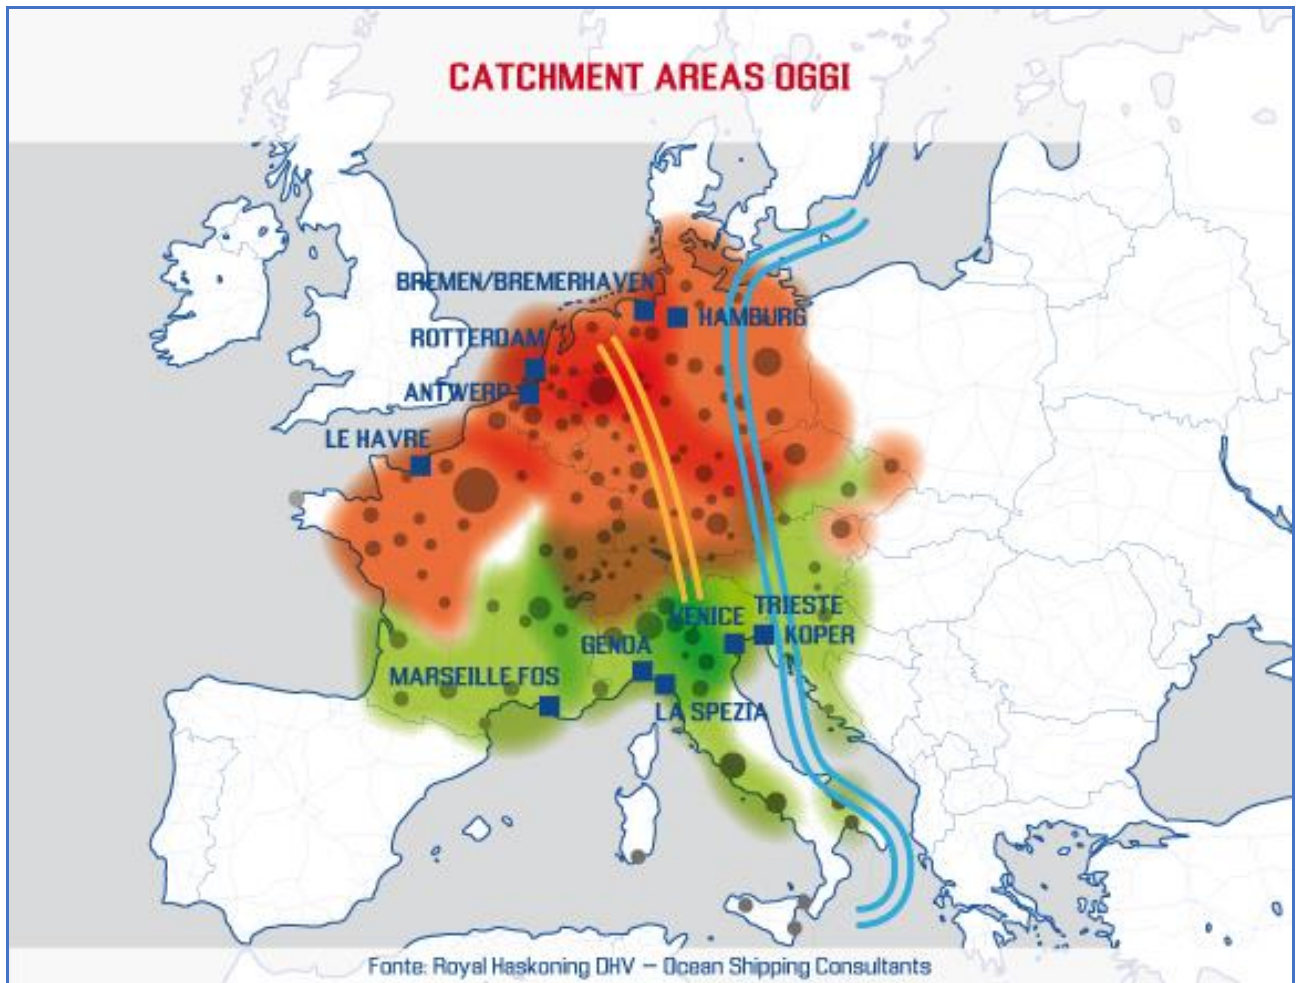 CATCHMENT AREAS OGGI
BREMEN/BREMERHAVEN
HAMBURG
ROTTERDAM
ANTWERP
LE HAVRE
VENICE
TRIESTE
KOPER
GENOA
MARSEILLE FOS
LA SPEZIA
Fonte: Royal Haskoning DHV – Ocean Shipping Consultants